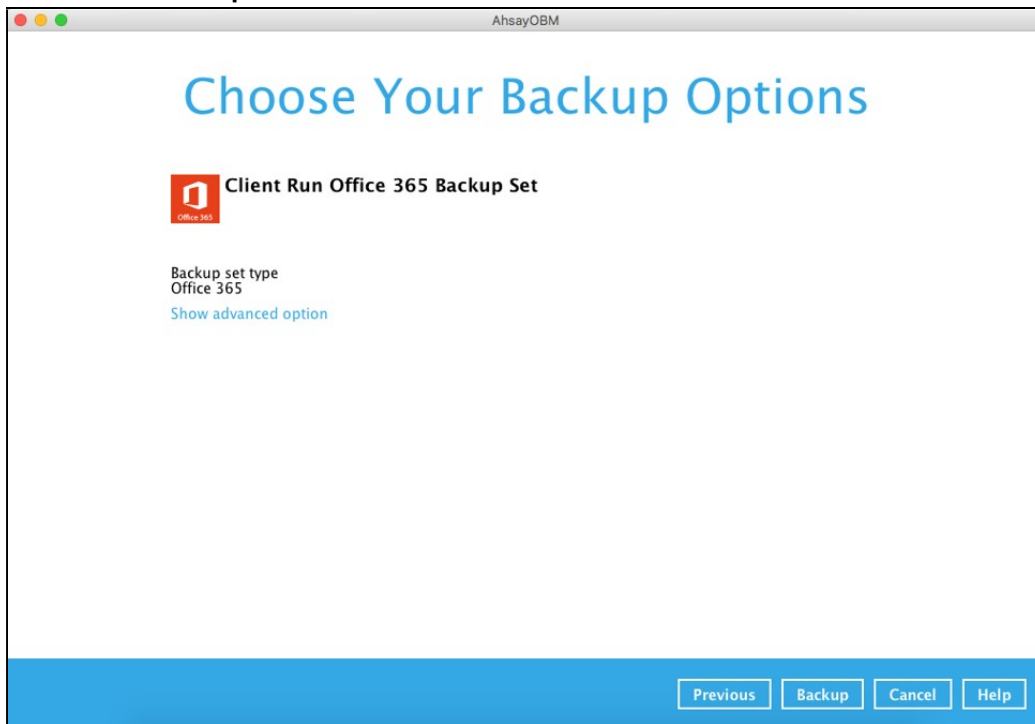 AhsayOBM
Choose Your Backup Options
Client Run Office 365 Backup Set
Office 365
Backup set type
Office 365
Show advanced option
Previous Backup Cancel Help